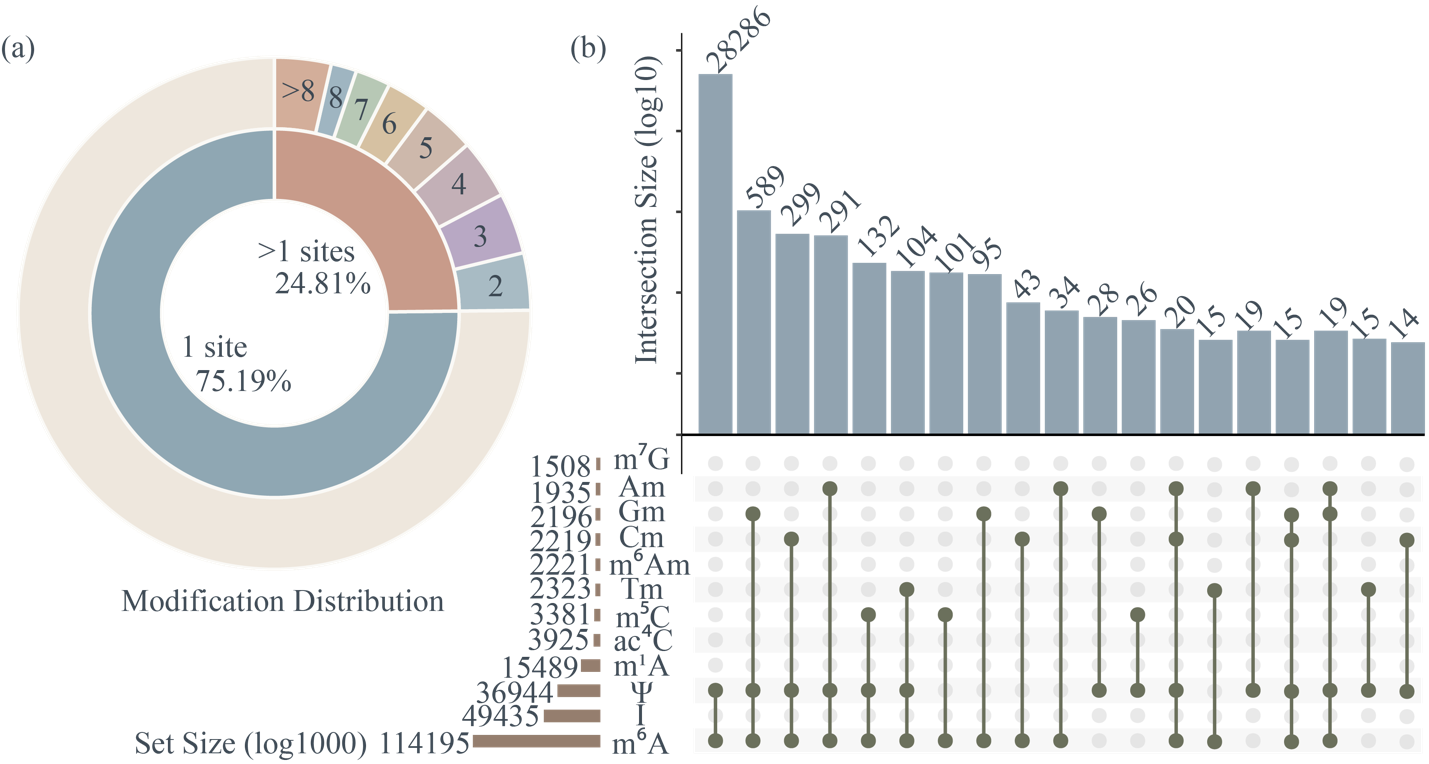 (a)
>8
8
7
6
5
4
3
2
>1 sites
24.81%
1 site
75.19%
Modification Distribution
(b)
Intersection Size (log10)
28286
589
299
291
132
104
101
95
43
34
28
26
20
15
19
15
19
15
14
1508 m⁷G
1935 Am
2196 Gm
2219 Cm
2221 m⁶Am
2323 Tm
3381 m⁵C
3925 ac⁴C
15489 m¹A
36944 Ψ
49435 I
Set Size (log1000) 114195 m⁶A